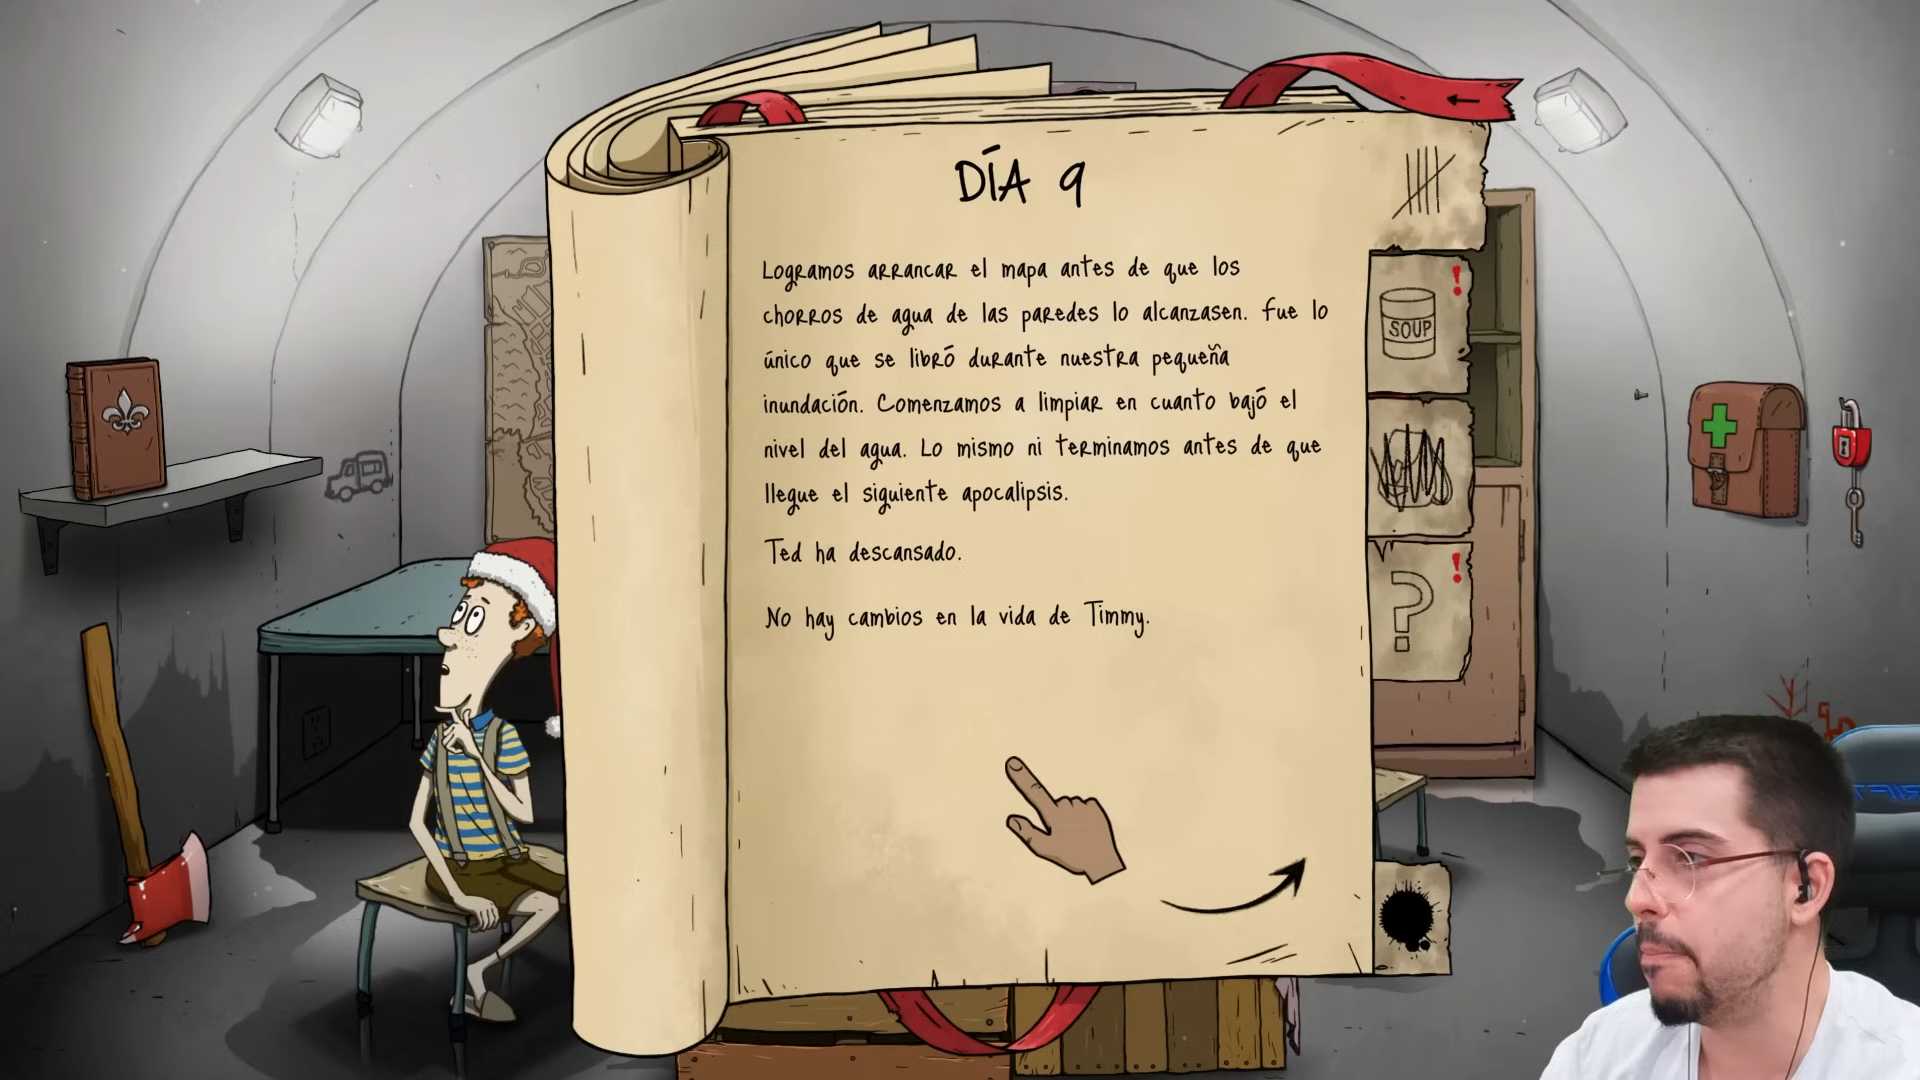 DÍA 9
Logramos arrancar el mapa antes de que los
chorros de agua de las paredes lo alcanzasen. Fue lo
único que se libró durante nuestra pequeña
inundación. Comenzamos a limpiar en cuanto bajó el
nivel del agua. Lo mismo ni terminamos antes de que
llegue el siguiente apocalipsis.
Ted ha descansado.
No hay cambios en la vida de Timmy.
!
SOUP
!
?